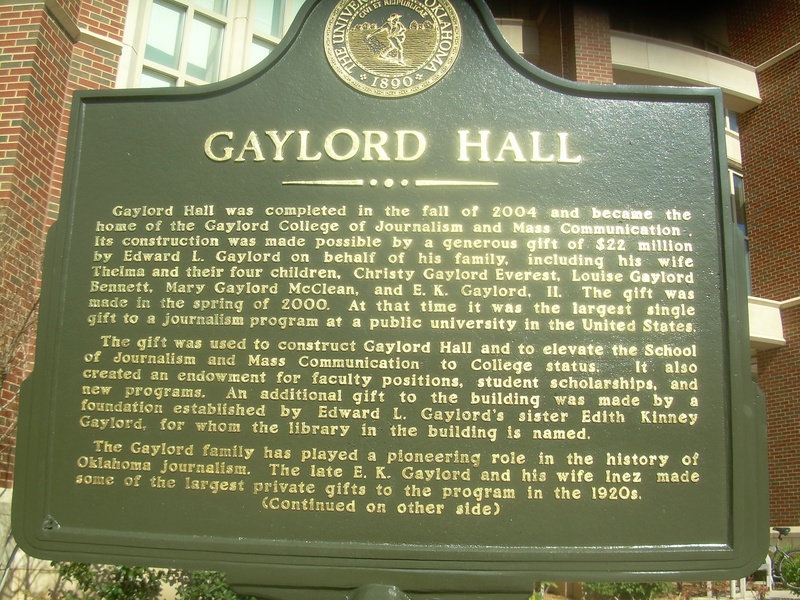 THE UNIVERSITY OF OKLAHOMA
CIVI ET REIPUBLICAE
1890
GAYLORD HALL
Gaylord Hall was completed in the fall of 2004 and became the
home of the Gaylord College of Journalism and Mass Communication.
Its construction was made possible by a generous gift of $22 million
by Edward L. Gaylord on behalf of his family, including his wife
Thelma and their four children, Christy Gaylord Everest, Louise Gaylord
Bennett, Mary Gaylord McClean, and E. K. Gaylord, II. The gift was
made in the spring of 2000. At that time it was the largest single
gift to a journalism program at a public university in the United States.
The gift was used to construct Gaylord Hall and to elevate the School
of Journalism and Mass Communication to College status. It also
created an endowment for faculty positions, student scholarships, and
new programs. An additional gift to the building was made by a
foundation established by Edward L. Gaylord's sister Edith Kinney
Gaylord, for whom the library in the building is named.
The Gaylord family has played a pioneering role in the history of
Oklahoma journalism. The late E. K. Gaylord and his wife Inez made
some of the largest private gifts to the program in the 1920s.
(Continued on other side)